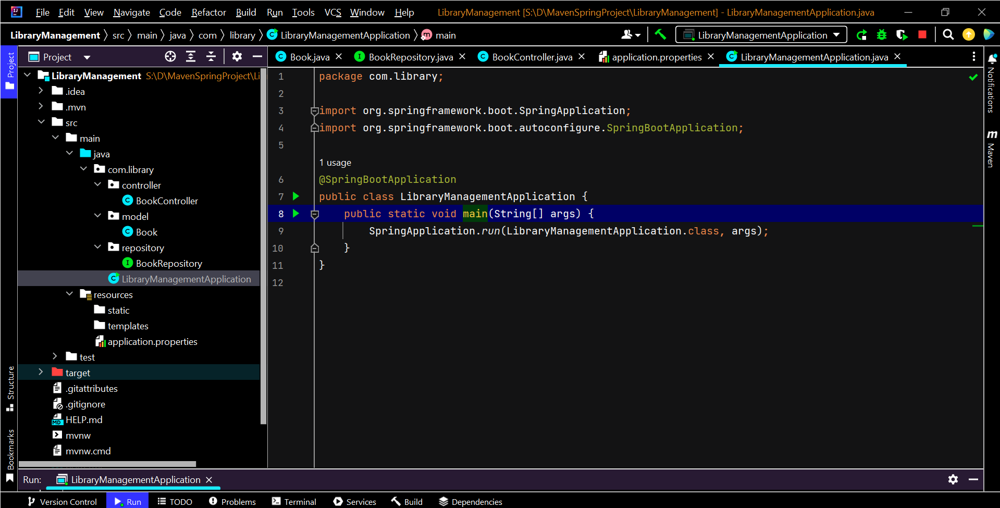 File Edit View Navigate Code Refactor Build Run Tools VCS Window Help LibraryManagement [S:\D\MavenSpringProject\LibraryManagement] - LibraryManagementApplication.java
LibraryManagement src main java com library LibraryManagementApplication main LibraryManagementApplication
Project
Book.java BookRepository.java BookController.java application.properties LibraryManagementApplication.java
LibraryManagement S:\D\MavenSpringProject\Li
.idea
.mvn
src
main
java
com.library
controller
BookController
model
Book
repository
BookRepository
LibraryManagementApplication
resources
static
templates
application.properties
test
target
.gitattributes
.gitignore
HELP.md
mvnw
mvnw.cmd
1 package com.library;
2
3 import org.springframework.boot.SpringApplication;
4 import org.springframework.boot.autoconfigure.SpringBootApplication;
5
1 usage
6 @SpringBootApplication
7 public class LibraryManagementApplication {
8 public static void main(String[] args) {
9 SpringApplication.run(LibraryManagementApplication.class, args);
10 }
11 }
12
Project
Structure
Bookmarks
Notifications
m Maven
Run: LibraryManagementApplication
Version Control Run TODO Problems Terminal Services Build Dependencies